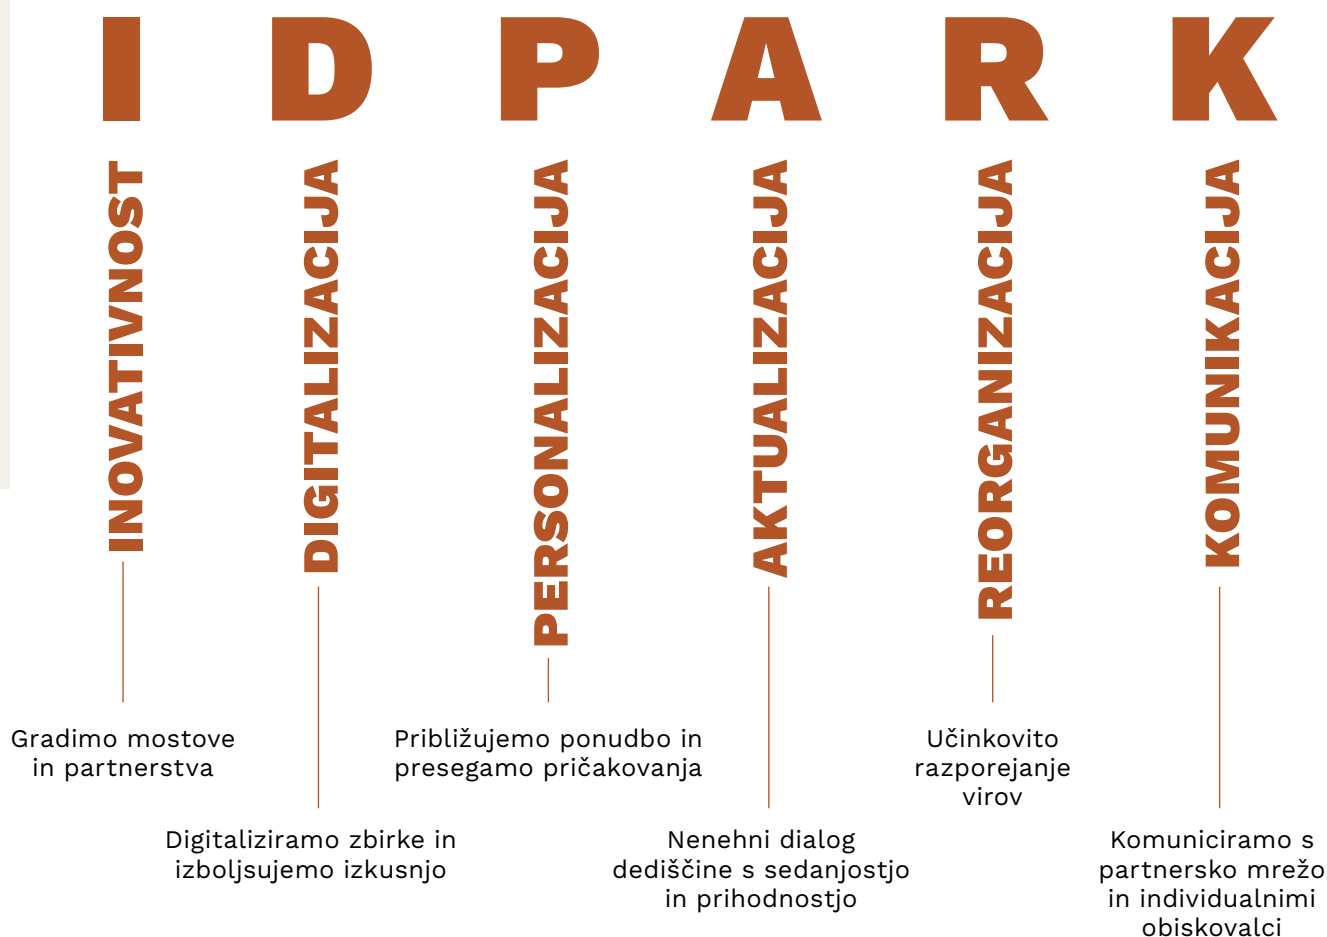 I D P A R K
INOVATIVNOST
DIGITALIZACIJA
PERSONALIZACIJA
AKTUALIZACIJA
REORGANIZACIJA
KOMUNIKACIJA
Gradimo mostove
in partnerstva
Digitaliziramo zbirke in
izboljsujemo izkusnjo
Približujemo ponudbo in
presegamo pričakovanja
Nenehni dialog
dediščine s sedanjostjo
in prihodnostjo
Učinkovito
razporejanje
virov
Komuniciramo s
partnersko mrežo
in individualnimi
obiskovalci